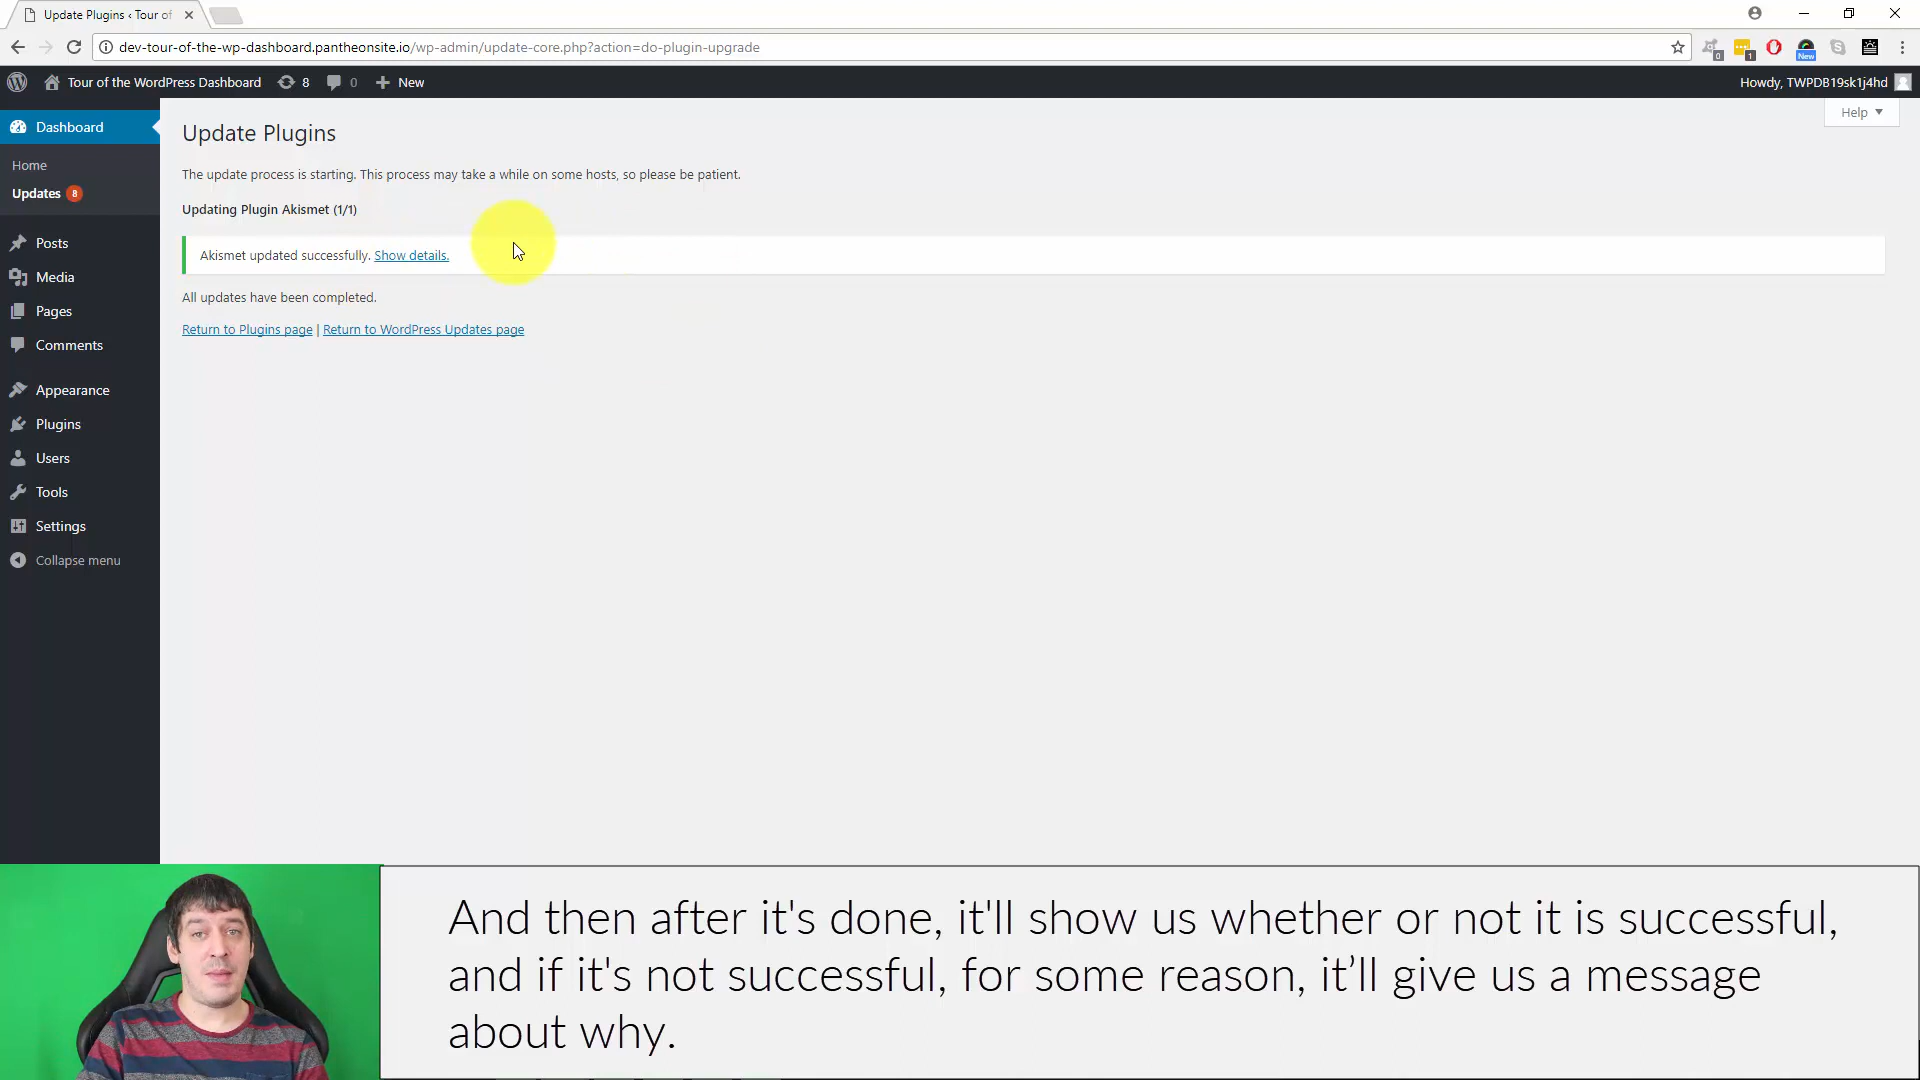 Update Plugins ‹ Tour of
dev-tour-of-the-wp-dashboard.pantheonsite.io/wp-admin/update-core.php?action=do-plugin-upgrade
0
1
New
Tour of the WordPress Dashboard
8
0
New
Howdy, TWPDB19sk1j4hd
Help
Dashboard
Home
Updates 8
Posts
Media
Pages
Comments
Appearance
Plugins
Users
Tools
Settings
Collapse menu
Update Plugins
The update process is starting. This process may take a while on some hosts, so please be patient.
Updating Plugin Akismet (1/1)
Akismet updated successfully. Show details.
All updates have been completed.
Return to Plugins page | Return to WordPress Updates page
And then after it's done, it'll show us whether or not it is successful,
and if it's not successful, for some reason, it’ll give us a message
about why.